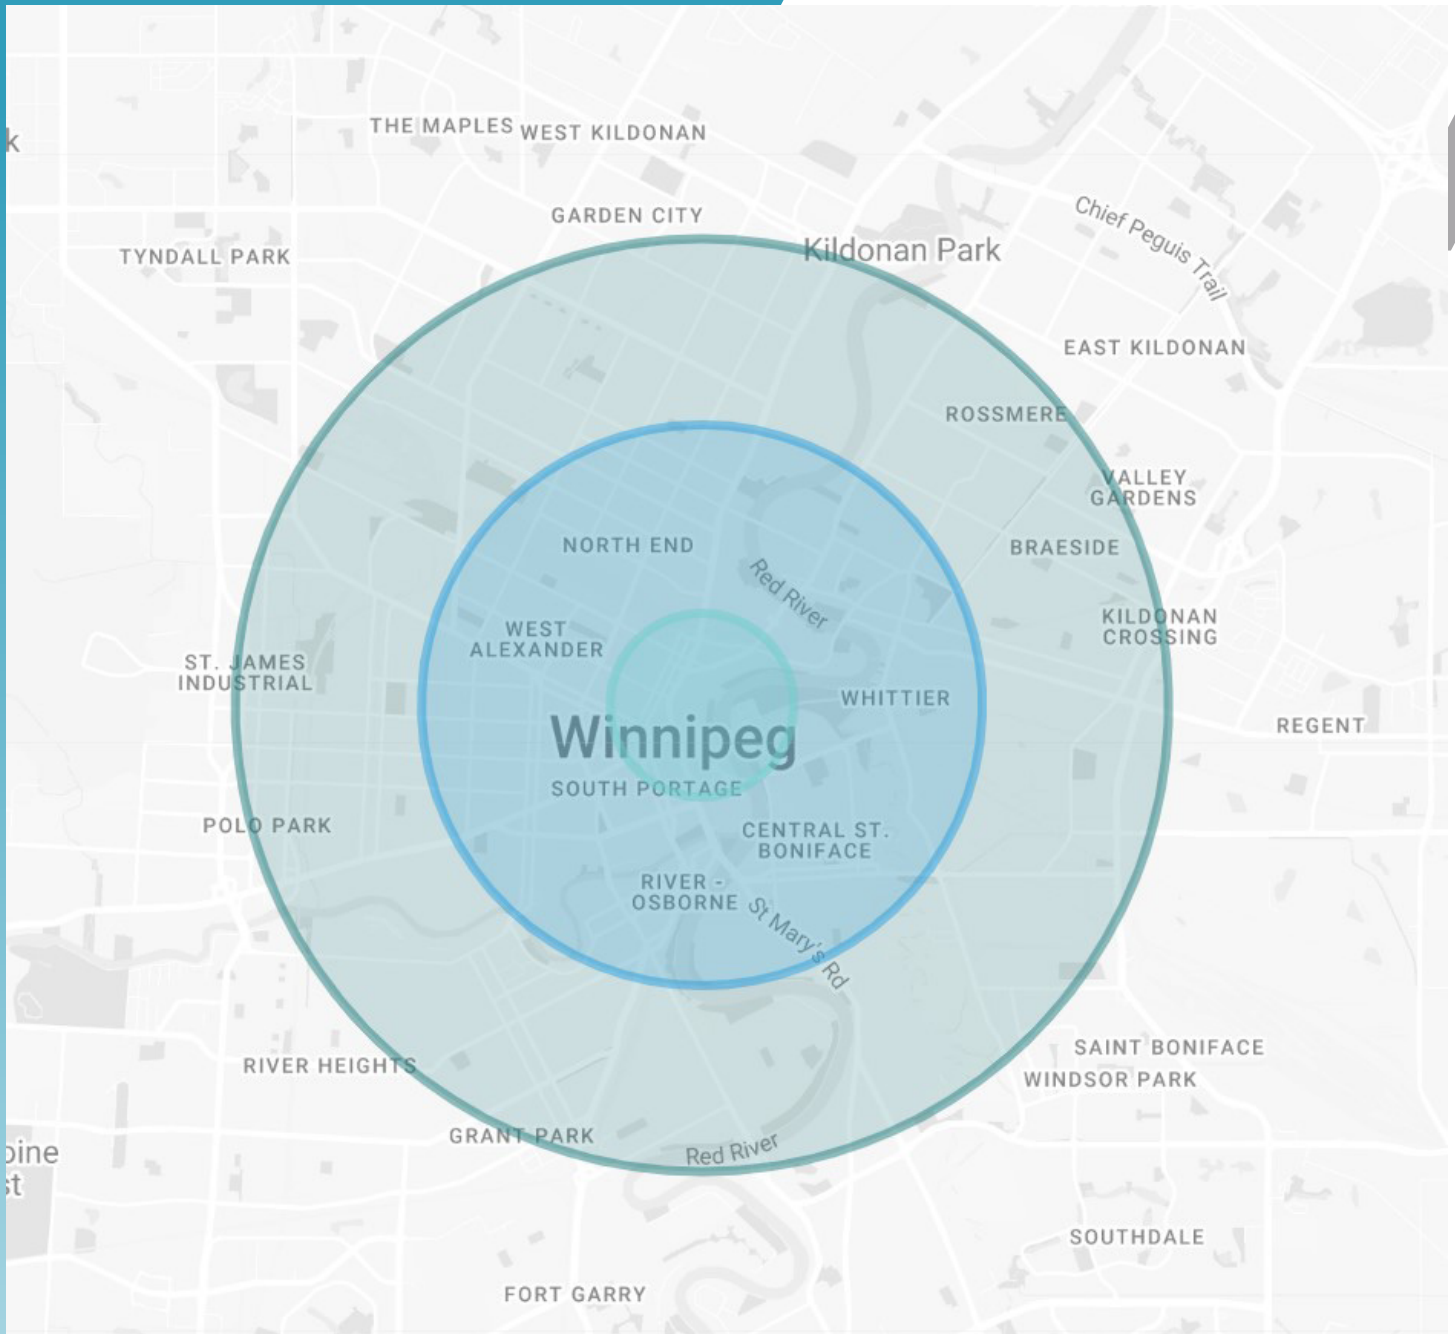 THE MAPLES
WEST KILDONAN
k
GARDEN CITY
Chief Peguis Trail
TYNDALL PARK
Kildonan Park
EAST KILDONAN
ROSSMERE
VALLEY
GARDENS
NORTH END
BRAESIDE
Red River
WEST
ALEXANDER
KILDONAN
CROSSING
ST. JAMES
INDUSTRIAL
WHITTIER
Winnipeg
REGENT
SOUTH PORTAGE
POLO PARK
CENTRAL ST.
BONIFACE
RIVER -
OSBORNE
St Mary's Rd
RIVER HEIGHTS
SAINT BONIFACE
WINDSOR PARK
GRANT PARK
Red River
oine
st
SOUTHDALE
FORT GARRY